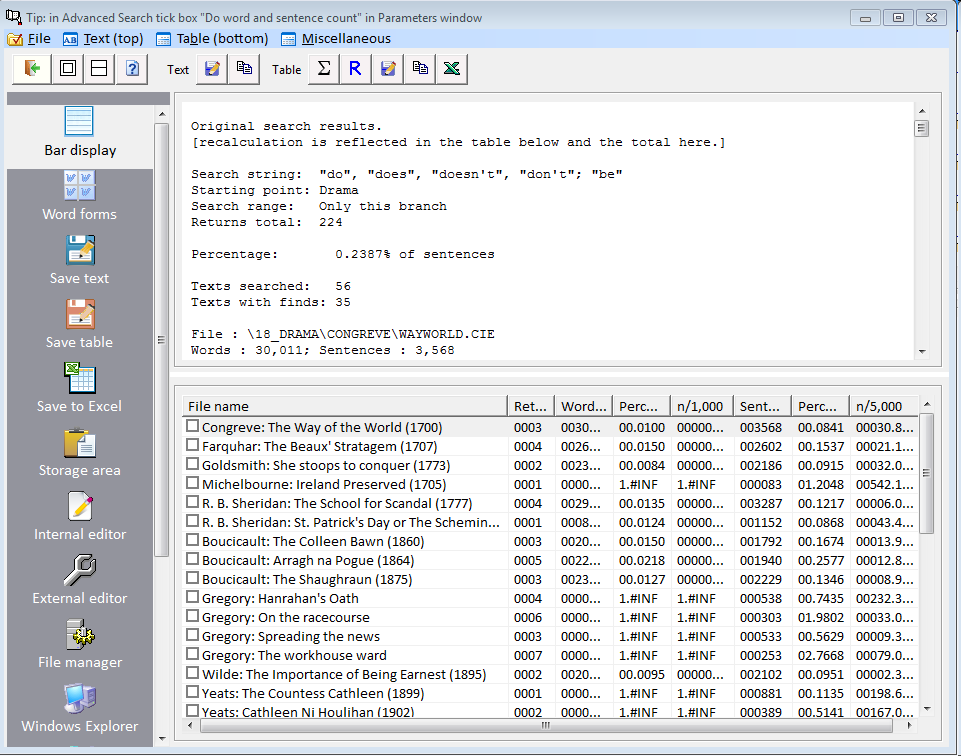 Tip: in Advanced Search tick box "Do word and sentence count" in Parameters window
File Text (top) Table (bottom) Miscellaneous
Text Table Σ R
Bar display
Word forms
Save text
Save table
Save to Excel
Storage area
Internal editor
External editor
File manager
Windows Explorer
Original search results.
[recalculation is reflected in the table below and the total here.]
Search string: "do", "does", "doesn't", "don't"; "be"
Starting point: Drama
Search range: Only this branch
Returns total: 224
Percentage: 0.2387% of sentences
Texts searched: 56
Texts with finds: 35
File : \18_DRAMA\CONGREVE\WAYWORLD.CIE
Words : 30,011; Sentences : 3,568
File name Ret... Word... Perc... n/1,000 Sent... Perc... n/5,000
Congreve: The Way of the World (1700) 0003 0030... 00.0100 00000... 003568 00.0841 00030.8...
Farquhar: The Beaux' Stratagem (1707) 0004 0026... 00.0150 00000... 002602 00.1537 00021.1...
Goldsmith: She stoops to conquer (1773) 0002 0023... 00.0084 00000... 002186 00.0915 00032.0...
Michelbourne: Ireland Preserved (1705) 0001 0000... 1.#INF 1.#INF 000083 01.2048 00542.1...
R. B. Sheridan: The School for Scandal (1777) 0004 0029... 00.0135 00000... 003287 00.1217 00006.0...
R. B. Sheridan: St. Patrick's Day or The Schemin... 0001 0008... 00.0124 00000... 001152 00.0868 00043.4...
Boucicault: The Colleen Bawn (1860) 0003 0020... 00.0150 00000... 001792 00.1674 00013.9...
Boucicault: Arragh na Pogue (1864) 0005 0022... 00.0218 00000... 001940 00.2577 00012.8...
Boucicault: The Shaughraun (1875) 0003 0023... 00.0127 00000... 002229 00.1346 00008.9...
Gregory: Hanrahan's Oath 0004 0000... 1.#INF 1.#INF 000538 00.7435 00232.3...
Gregory: On the racecourse 0006 0000... 1.#INF 1.#INF 000303 01.9802 00033.0...
Gregory: Spreading the news 0003 0000... 1.#INF 1.#INF 000533 00.5629 00009.3...
Gregory: The workhouse ward 0007 0000... 1.#INF 1.#INF 000253 02.7668 00079.0...
Wilde: The Importance of Being Earnest (1895) 0002 0020... 00.0095 00000... 002102 00.0951 00002.3...
Yeats: The Countess Cathleen (1899) 0001 0000... 1.#INF 1.#INF 000881 00.1135 00198.6...
Yeats: Cathleen Ni Houlihan (1902) 0002 0000... 1.#INF 1.#INF 000389 00.5141 00167.0...